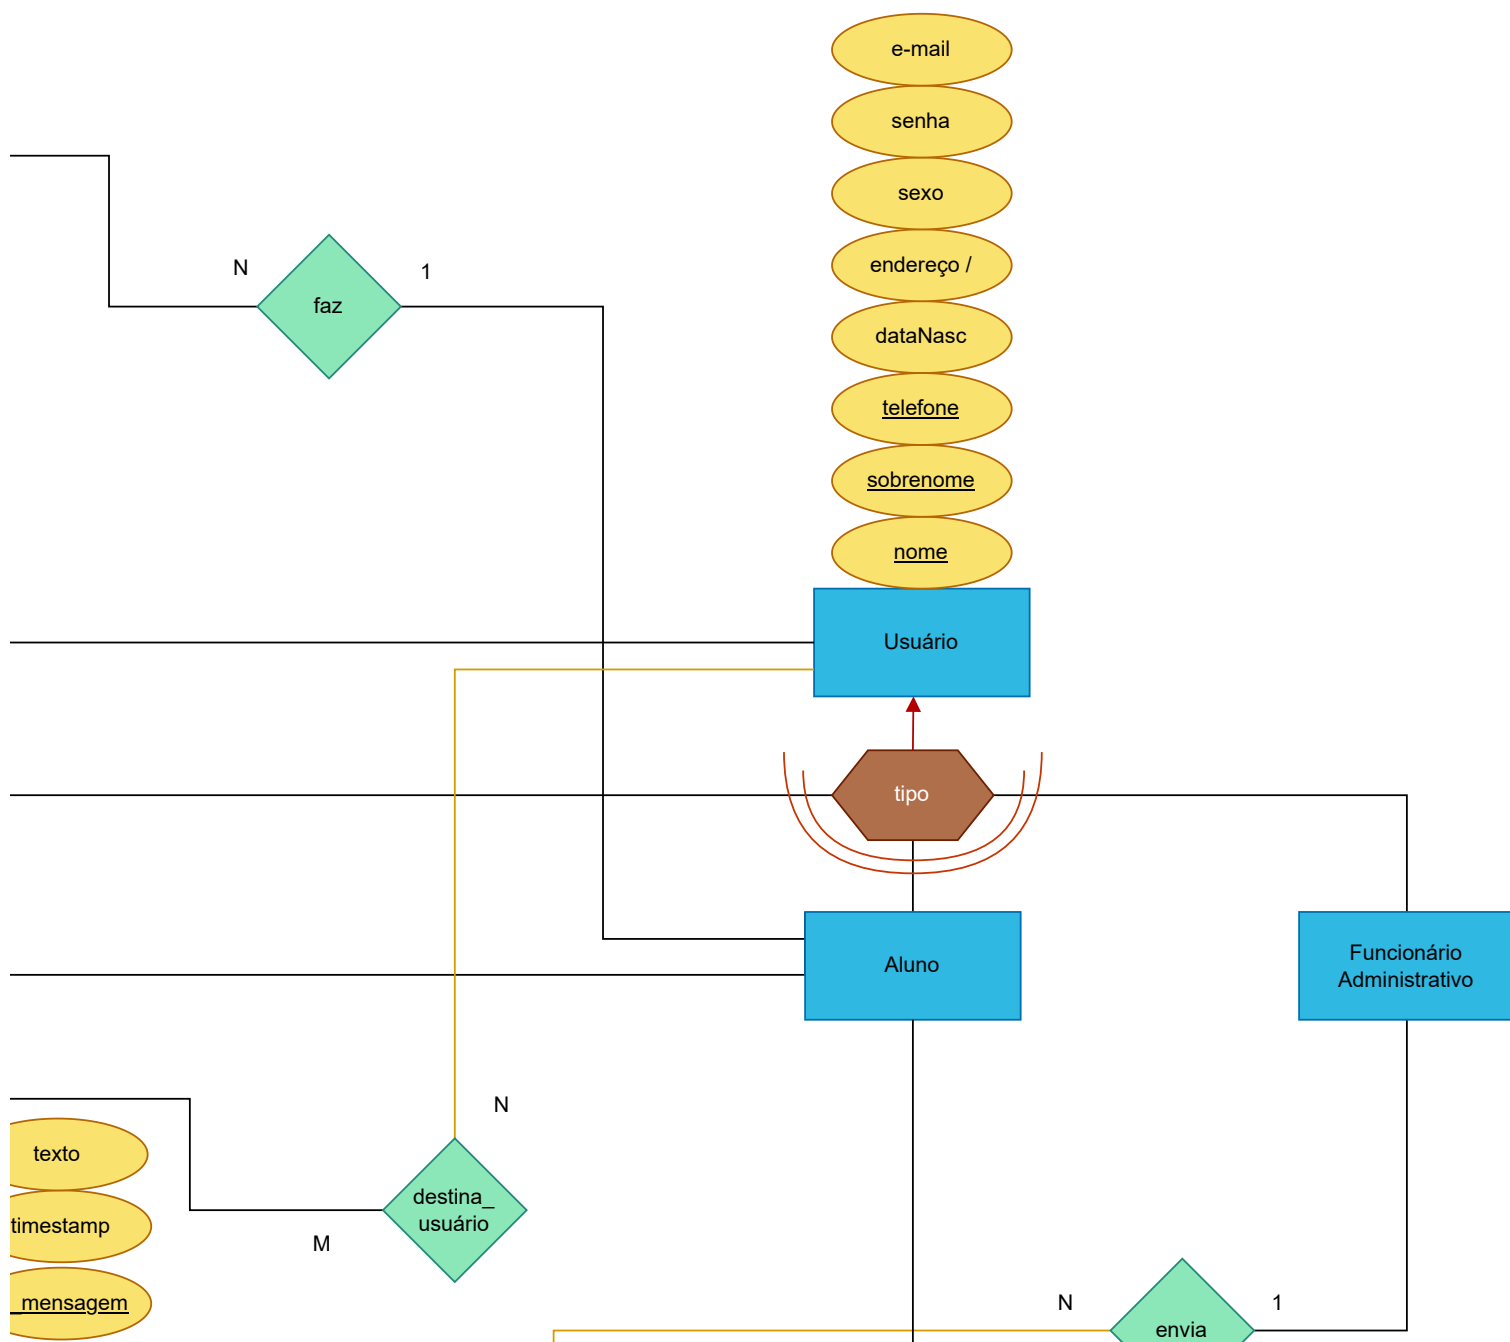 e-mail
senha
sexo
endereço /
dataNasc
telefone
sobrenome
nome
N
1
faz
Usuário
tipo
Aluno
Funcionário
Administrativo
N
texto
destina_
usuário
timestamp
M
_mensagem
N
1
envia